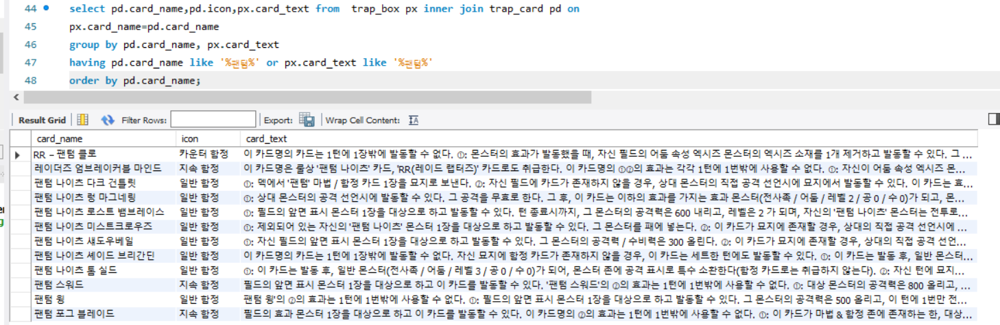 44 select pd.card_name,pd.icon,px.card_text from trap_box px inner join trap_card pd on
45 px.card_name=pd.card_name
46 group by pd.card_name, px.card_text
47 having pd.card_name like '%팬텀%' or px.card_text like '%팬텀%'
48 order by pd.card_name;
Result Grid Filter Rows: Export: Wrap Cell Content:
card_name icon card_text
RR - 팬텀 클로 카운터 함정 이 카드명의 카드는 1턴에 1장밖에 발동할 수 없다. ①: 몬스터의 효과가 발동했을 때, 자신 필드의 어둠 속성 엑시즈 몬스터의 엑시즈 소재를 1개 제거하고 발동할 수 있다. 그 ...
레이더즈 엄브레이커블 마인드 지속 함정 이 카드명은 룰상 '팬텀 나이츠' 카드, 'RR(레이드 랩터즈)' 카드로도 취급한다. 이 카드명의 ①②의 효과는 각각 1턴에 1번밖에 사용할 수 없다. ①: 자신이 어둠 속성 엑시즈 몬...
팬텀 나이츠 다크 건틀릿 일반 함정 ①: 덱에서 '팬텀' 마법 / 함정 카드 1장을 묘지로 보낸다. ②: 자신 필드에 카드가 존재하지 않을 경우, 상대 몬스터의 직접 공격 선언시에 묘지에서 발동할 수 있다. 이 카드는 효...
팬텀 나이츠 렁 마그네링 일반 함정 ①: 상대 몬스터의 공격 선언시에 발동할 수 있다. 그 공격을 무효로 한다. 그 후, 이 카드는 이하의 효과를 가지는 효과 몬스터(전사족 / 어둠 / 레벨 2 / 공 0 / 수 0)가 되고, 몬...
팬텀 나이츠 로스트 뱀브레이스 일반 함정 ①: 필드의 앞면 표시 몬스터 1장을 대상으로 하고 발동할 수 있다. 턴 종료시까지, 그 몬스터의 공격력은 600 내리고, 레벨은 2 가 되며, 자신의 '팬텀 나이츠' 몬스터는 전투로...
팬텀 나이츠 미스트크로우즈 일반 함정 ①: 제외되어 있는 자신의 '팬텀 나이츠' 몬스터 1장을 대상으로 하고 발동할 수 있다. 그 몬스터를 패에 넣는다. ②: 이 카드가 묘지에 존재할 경우, 상대의 직접 공격 선언시에 ...
팬텀 나이츠 섀도우베일 일반 함정 ①: 자신 필드의 앞면 표시 몬스터 1장을 대상으로 하고 발동할 수 있다. 그 몬스터의 공격력 / 수비력은 300 올린다. ②: 이 카드가 묘지에 존재할 경우, 상대의 직접 공격 선언...
팬텀 나이츠 셰이드 브리간딘 일반 함정 이 카드명의 카드는 1턴에 1장밖에 발동할 수 없다. 자신 묘지에 함정 카드가 존재하지 않을 경우, 이 카드는 세트한 턴에도 발동할 수 있다. ①: 이 카드는 발동 후, 일반 몬스터...
팬텀 나이츠 톰 실드 일반 함정 ①: 이 카드는 발동 후, 일반 몬스터(전사족 / 어둠 / 레벨 3 / 공 0 / 수 0)가 되어, 몬스터 존에 공격 표시로 특수 소환한다(함정 카드로는 취급하지 않는다). ②: 자신 턴에 묘지...
팬텀 스워드 지속 함정 필드의 앞면 표시 몬스터 1장을 대상으로 하고 이 카드를 발동할 수 있다. '팬텀 스워드'의 ②의 효과는 1턴에 1번밖에 사용할 수 없다. ①: 대상 몬스터의 공격력은 800 올리고, ...
팬텀 윙 일반 함정 팬텀 윙'의 ②의 효과는 1턴에 1번밖에 사용할 수 없다. ①: 필드의 앞면 표시 몬스터 1장을 대상으로 하고 발동할 수 있다. 그 몬스터의 공격력은 500 올리고, 이 턴에 1번만 전...
팬텀 포그 블레이드 지속 함정 필드의 효과 몬스터 1장을 대상으로 하고 이 카드를 발동할 수 있다. 이 카드명의 ②의 효과는 1턴에 1번밖에 사용할 수 없다. ①: 이 카드가 마법 & 함정 존에 존재하는 한, 대상...